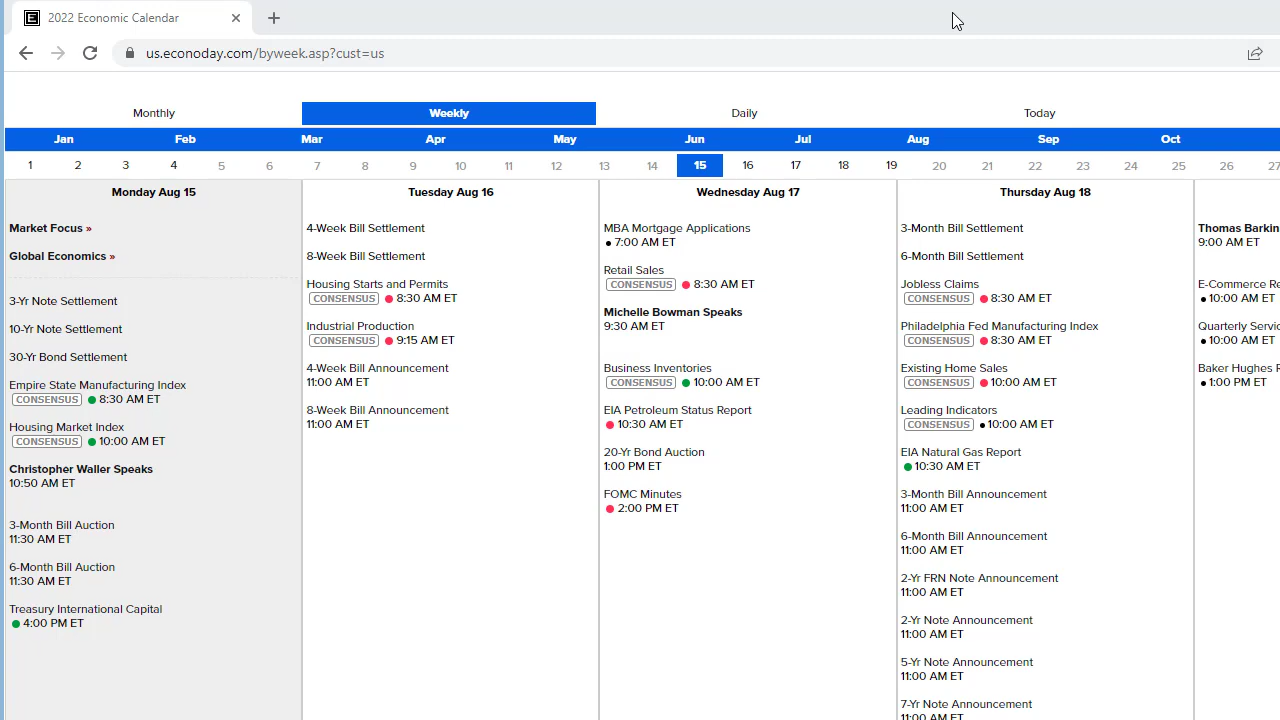 2022 Economic Calendar
us.econoday.com/byweek.asp?cust=us
Monthly Weekly Daily Today
Jan Feb Mar Apr May Jun Jul Aug Sep Oct
1 2 3 4 5 6 7 8 9 10 11 12 13 14 15 16 17 18 19 20 21 22 23 24 25 26 27
Monday Aug 15
Market Focus »
Global Economics »
3-Yr Note Settlement
10-Yr Note Settlement
30-Yr Bond Settlement
Empire State Manufacturing Index
CONSENSUS 8:30 AM ET
Housing Market Index
CONSENSUS 10:00 AM ET
Christopher Waller Speaks
10:50 AM ET
3-Month Bill Auction
11:30 AM ET
6-Month Bill Auction
11:30 AM ET
Treasury International Capital
4:00 PM ET
Tuesday Aug 16
4-Week Bill Settlement
8-Week Bill Settlement
Housing Starts and Permits
CONSENSUS 8:30 AM ET
Industrial Production
CONSENSUS 9:15 AM ET
4-Week Bill Announcement
11:00 AM ET
8-Week Bill Announcement
11:00 AM ET
Wednesday Aug 17
MBA Mortgage Applications
7:00 AM ET
Retail Sales
CONSENSUS 8:30 AM ET
Michelle Bowman Speaks
9:30 AM ET
Business Inventories
CONSENSUS 10:00 AM ET
EIA Petroleum Status Report
10:30 AM ET
20-Yr Bond Auction
1:00 PM ET
FOMC Minutes
2:00 PM ET
Thursday Aug 18
3-Month Bill Settlement
6-Month Bill Settlement
Jobless Claims
CONSENSUS 8:30 AM ET
Philadelphia Fed Manufacturing Index
CONSENSUS 8:30 AM ET
Existing Home Sales
CONSENSUS 10:00 AM ET
Leading Indicators
CONSENSUS 10:00 AM ET
EIA Natural Gas Report
10:30 AM ET
3-Month Bill Announcement
11:00 AM ET
6-Month Bill Announcement
11:00 AM ET
2-Yr FRN Note Announcement
11:00 AM ET
2-Yr Note Announcement
11:00 AM ET
5-Yr Note Announcement
11:00 AM ET
7-Yr Note Announcement
11:00 AM ET
Thomas Barkin
9:00 AM ET
E-Commerce Re
10:00 AM ET
Quarterly Servic
10:00 AM ET
Baker Hughes R
1:00 PM ET